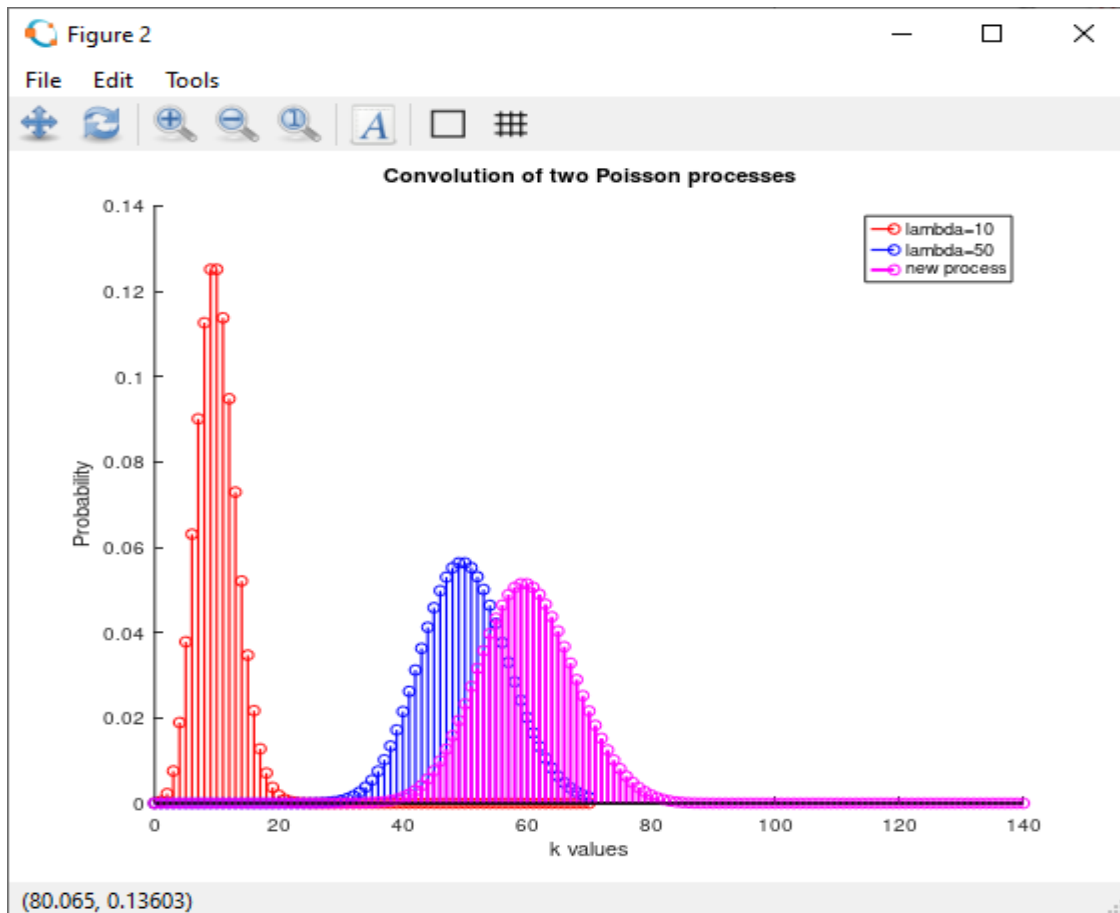 Figure 2
File Edit Tools
A
Convolution of two Poisson processes
0.14
0.12
0.1
0.08
0.06
0.04
0.02
0
Probability
lambda=10
lambda=50
new process
0 20 40 60 80 100 120 140
k values
(80.065, 0.13603)